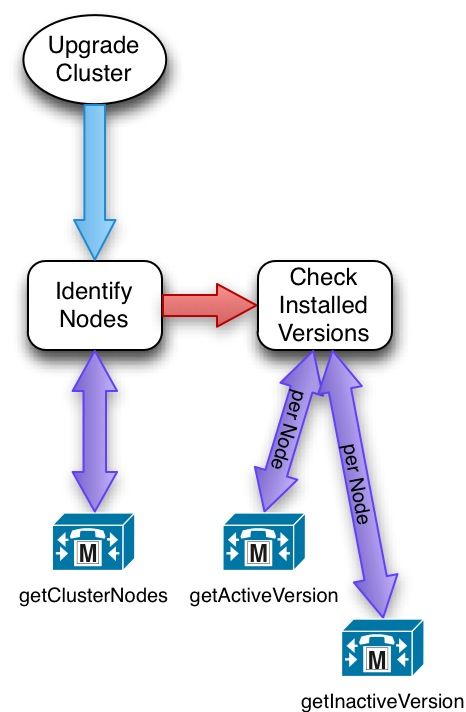 Upgrade
Cluster
Identify
Nodes
Check
Installed
Versions
per Node
per Node
M
getClusterNodes
M
getActiveVersion
M
getInactiveVersion